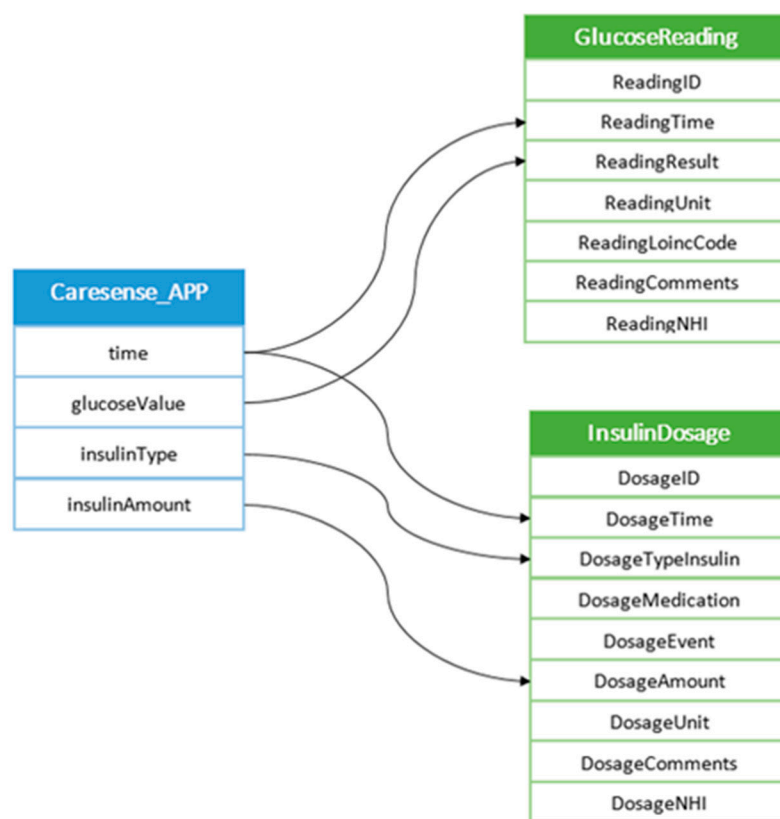 GlucoseReading
ReadingID
ReadingTime
ReadingResult
ReadingUnit
ReadingLoincCode
ReadingComments
ReadingNHI
Caresense_APP
time
glucoseValue
insulinType
insulinAmount
InsulinDosage
DosageID
DosageTime
DosageTypeInsulin
DosageMedication
DosageEvent
DosageAmount
DosageUnit
DosageComments
DosageNHI